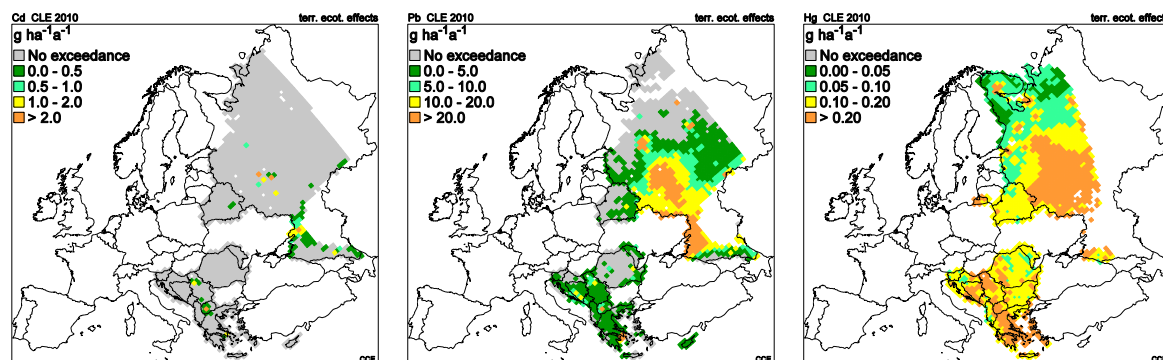 Cd CLE 2010 terr. ecot. effects
g ha⁻¹a⁻¹
No exceedance
0.0 - 0.5
0.5 - 1.0
1.0 - 2.0
> 2.0
Pb CLE 2010 terr. ecot. effects
g ha⁻¹a⁻¹
No exceedance
0.0 - 5.0
5.0 - 10.0
10.0 - 20.0
> 20.0
Hg CLE 2010 terr. ecot. effects
g ha⁻¹a⁻¹
No exceedance
0.00 - 0.05
0.05 - 0.10
0.10 - 0.20
> 0.20